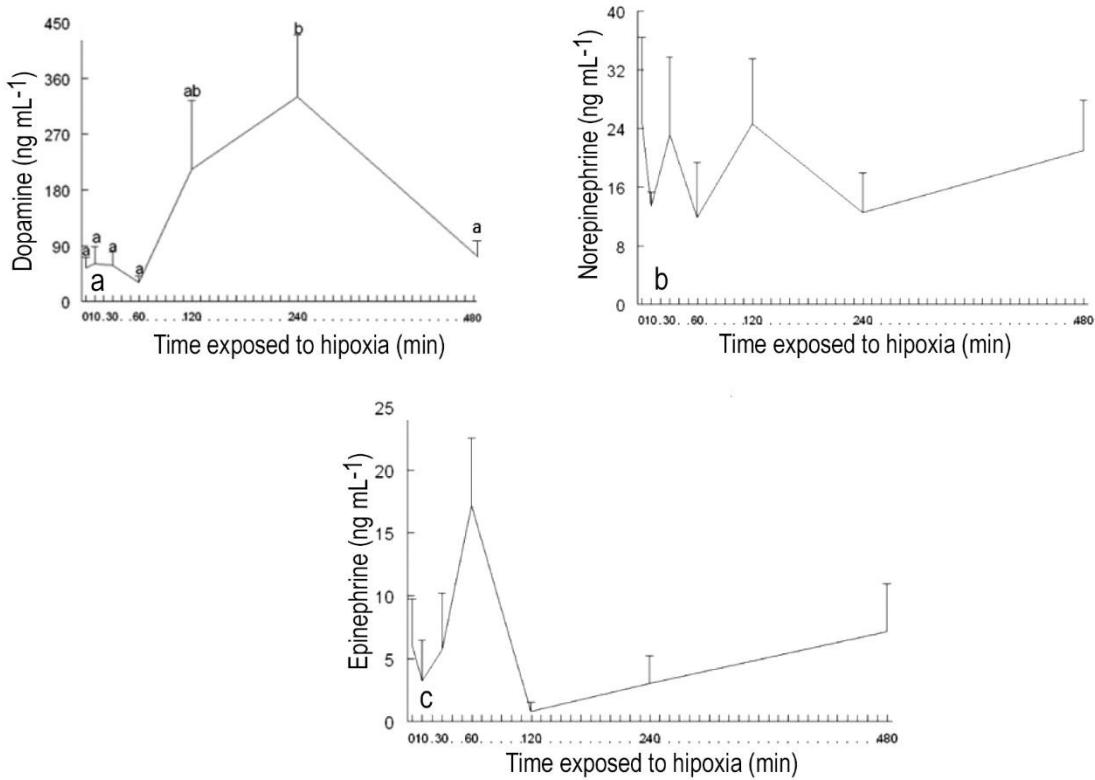 450
360
270
180
90
0
Dopamine (ng mL-1)
a
a
a
a
ab
b
a
a
010..30...60......120............240........................480
Time exposed to hipoxia (min)
40
32
24
16
8
0
Norepinephrine (ng mL-1)
b
010..30...60......120............240........................480
Time exposed to hipoxia (min)
25
20
15
10
5
0
Epinephrine (ng mL-1)
c
010..30...60......120............240........................480
Time exposed to hipoxia (min)